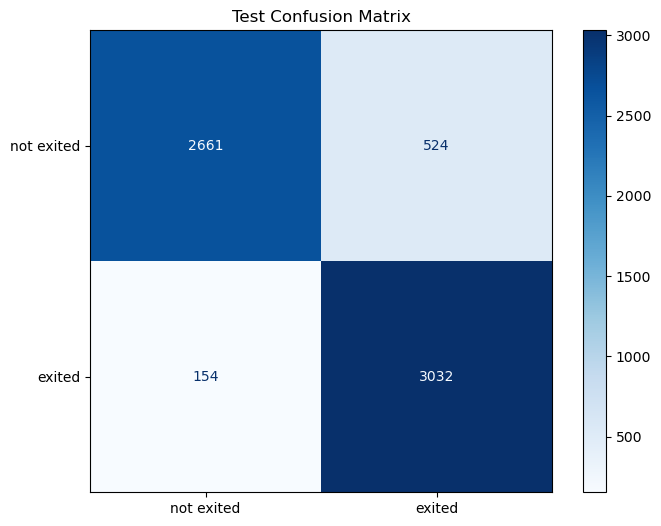 Test Confusion Matrix
not exited
2661
524
exited
154
3032
not exited
exited
3000
2500
2000
1500
1000
500